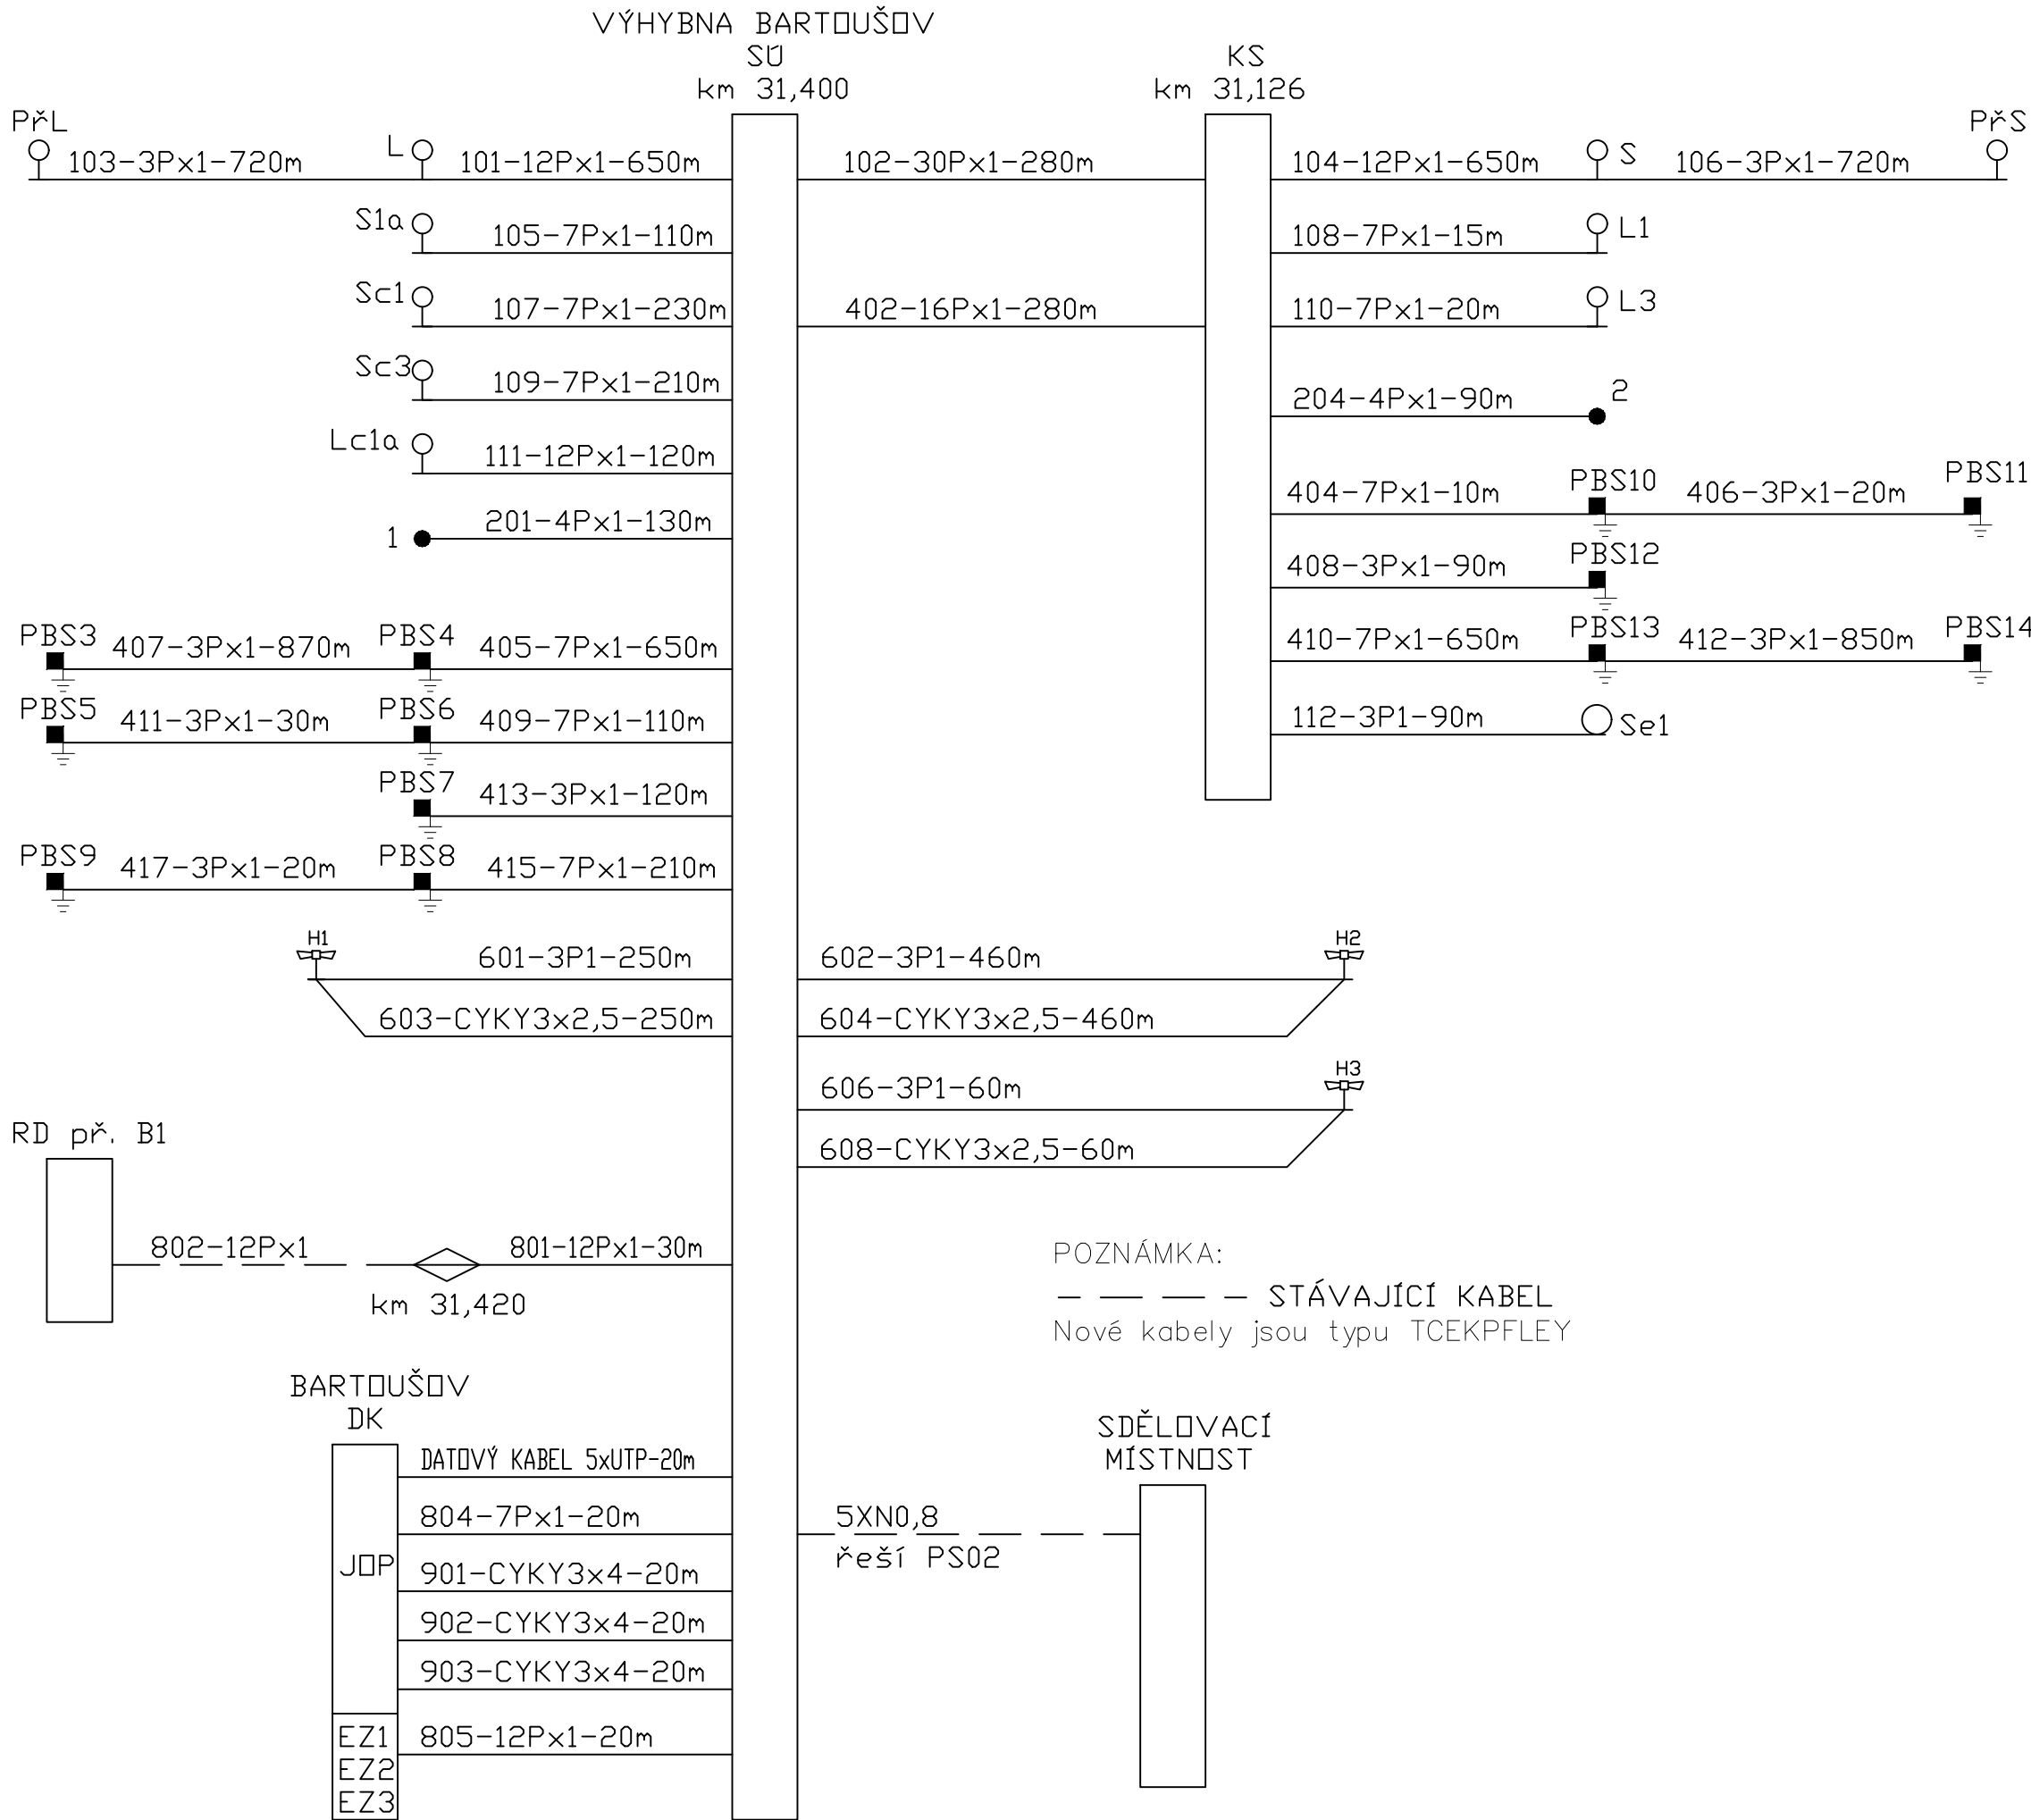 VÝHYBNA BARTOUŠOV
SÚ
km 31,400
KS
km 31,126
PřL
103-3Px1-720m
L
101-12Px1-650m
102-30Px1-280m
104-12Px1-650m
S
106-3Px1-720m
PřS
S1a
105-7Px1-110m
108-7Px1-15m
L1
Sc1
107-7Px1-230m
402-16Px1-280m
110-7Px1-20m
L3
Sc3
109-7Px1-210m
204-4Px1-90m
2
Lc1a
111-12Px1-120m
404-7Px1-10m
PBS10
406-3Px1-20m
PBS11
1
201-4Px1-130m
408-3Px1-90m
PBS12
PBS3
407-3Px1-870m
PBS4
405-7Px1-650m
410-7Px1-650m
PBS13
412-3Px1-850m
PBS14
PBS5
411-3Px1-30m
PBS6
409-7Px1-110m
112-3P1-90m
Se1
PBS7
413-3Px1-120m
PBS9
417-3Px1-20m
PBS8
415-7Px1-210m
H1
601-3P1-250m
602-3P1-460m
H2
603-CYKY3x2,5-250m
604-CYKY3x2,5-460m
606-3P1-60m
H3
608-CYKY3x2,5-60m
RD př. B1
802-12Px1
801-12Px1-30m
km 31,420
POZNÁMKA:
STÁVAJÍCÍ KABEL
Nové kabely jsou typu TCEKPFLEY
BARTOUŠOV
DK
SDĚLOVACÍ
MÍSTNOST
DATOVÝ KABEL 5xUTP-20m
804-7Px1-20m
5XN0,8
řeší PS02
JOP
901-CYKY3x4-20m
902-CYKY3x4-20m
903-CYKY3x4-20m
EZ1
805-12Px1-20m
EZ2
EZ3